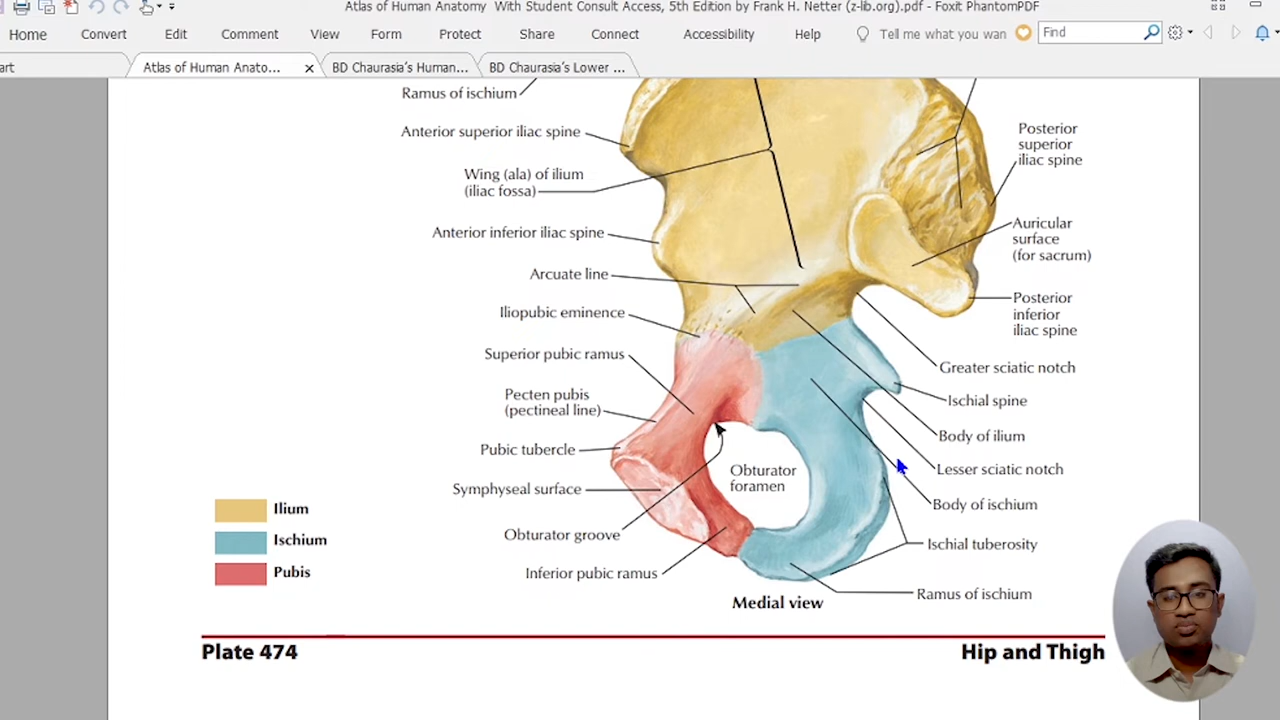 Atlas of Human Anatomy With Student Consult Access, 5th Edition by Frank H. Netter (z-lib.org).pdf - Foxit PhantomPDF
Home Convert Edit Comment View Form Protect Share Connect Accessibility Help Tell me what you wan Find
art Atlas of Human Anato... × BD Chaurasia's Human... BD Chaurasia's Lower ...
Ramus of ischium
Anterior superior iliac spine
Wing (ala) of ilium
(iliac fossa)
Anterior inferior iliac spine
Arcuate line
Iliopubic eminence
Superior pubic ramus
Pecten pubis
(pectineal line)
Pubic tubercle
Symphyseal surface
Obturator groove
Inferior pubic ramus
Obturator
foramen
Posterior
superior
iliac spine
Auricular
surface
(for sacrum)
Posterior
inferior
iliac spine
Greater sciatic notch
Ischial spine
Body of ilium
Lesser sciatic notch
Body of ischium
Ischial tuberosity
Ramus of ischium
Ilium
Ischium
Pubis
Medial view
Plate 474 Hip and Thigh